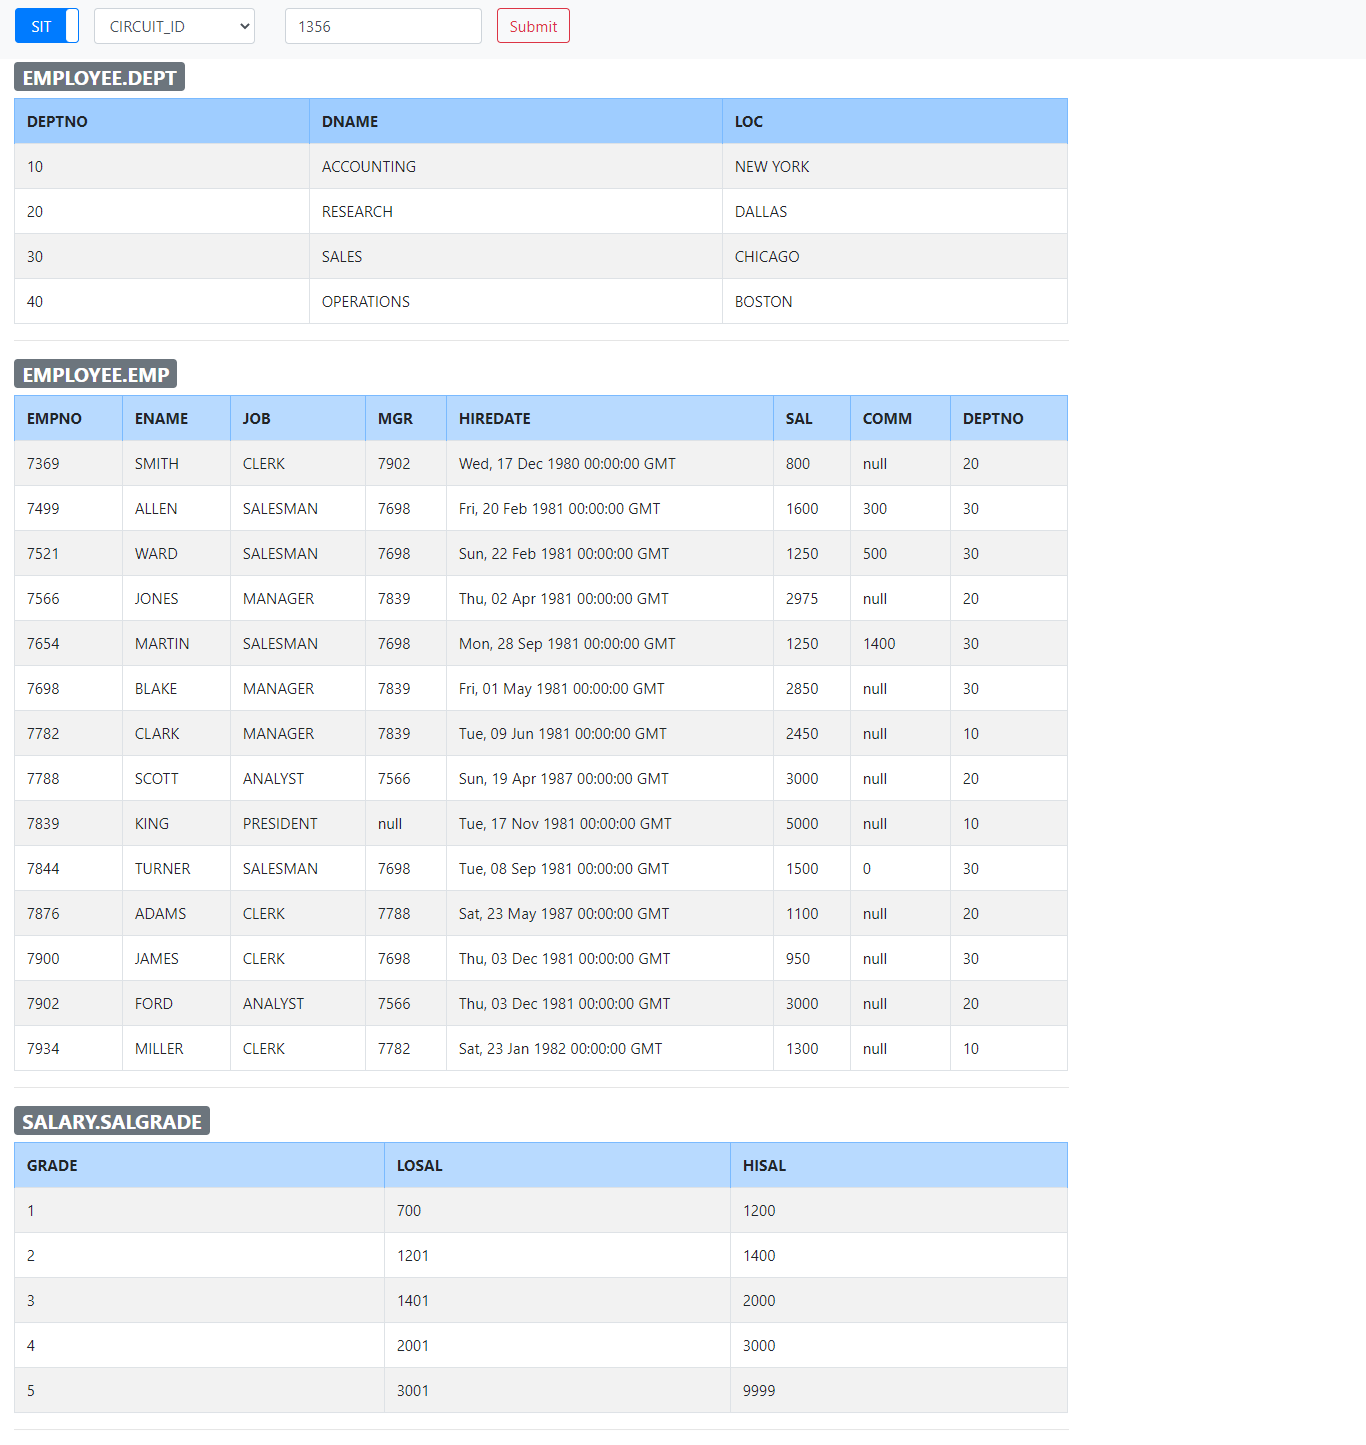 SIT CIRCUIT_ID 1356 Submit
EMPLOYEE.DEPT
DEPTNO DNAME LOC
10 ACCOUNTING NEW YORK
20 RESEARCH DALLAS
30 SALES CHICAGO
40 OPERATIONS BOSTON
EMPLOYEE.EMP
EMPNO ENAME JOB MGR HIREDATE SAL COMM DEPTNO
7369 SMITH CLERK 7902 Wed, 17 Dec 1980 00:00:00 GMT 800 null 20
7499 ALLEN SALESMAN 7698 Fri, 20 Feb 1981 00:00:00 GMT 1600 300 30
7521 WARD SALESMAN 7698 Sun, 22 Feb 1981 00:00:00 GMT 1250 500 30
7566 JONES MANAGER 7839 Thu, 02 Apr 1981 00:00:00 GMT 2975 null 20
7654 MARTIN SALESMAN 7698 Mon, 28 Sep 1981 00:00:00 GMT 1250 1400 30
7698 BLAKE MANAGER 7839 Fri, 01 May 1981 00:00:00 GMT 2850 null 30
7782 CLARK MANAGER 7839 Tue, 09 Jun 1981 00:00:00 GMT 2450 null 10
7788 SCOTT ANALYST 7566 Sun, 19 Apr 1987 00:00:00 GMT 3000 null 20
7839 KING PRESIDENT null Tue, 17 Nov 1981 00:00:00 GMT 5000 null 10
7844 TURNER SALESMAN 7698 Tue, 08 Sep 1981 00:00:00 GMT 1500 0 30
7876 ADAMS CLERK 7788 Sat, 23 May 1987 00:00:00 GMT 1100 null 20
7900 JAMES CLERK 7698 Thu, 03 Dec 1981 00:00:00 GMT 950 null 30
7902 FORD ANALYST 7566 Thu, 03 Dec 1981 00:00:00 GMT 3000 null 20
7934 MILLER CLERK 7782 Sat, 23 Jan 1982 00:00:00 GMT 1300 null 10
SALARY.SALGRADE
GRADE LOSAL HISAL
1 700 1200
2 1201 1400
3 1401 2000
4 2001 3000
5 3001 9999